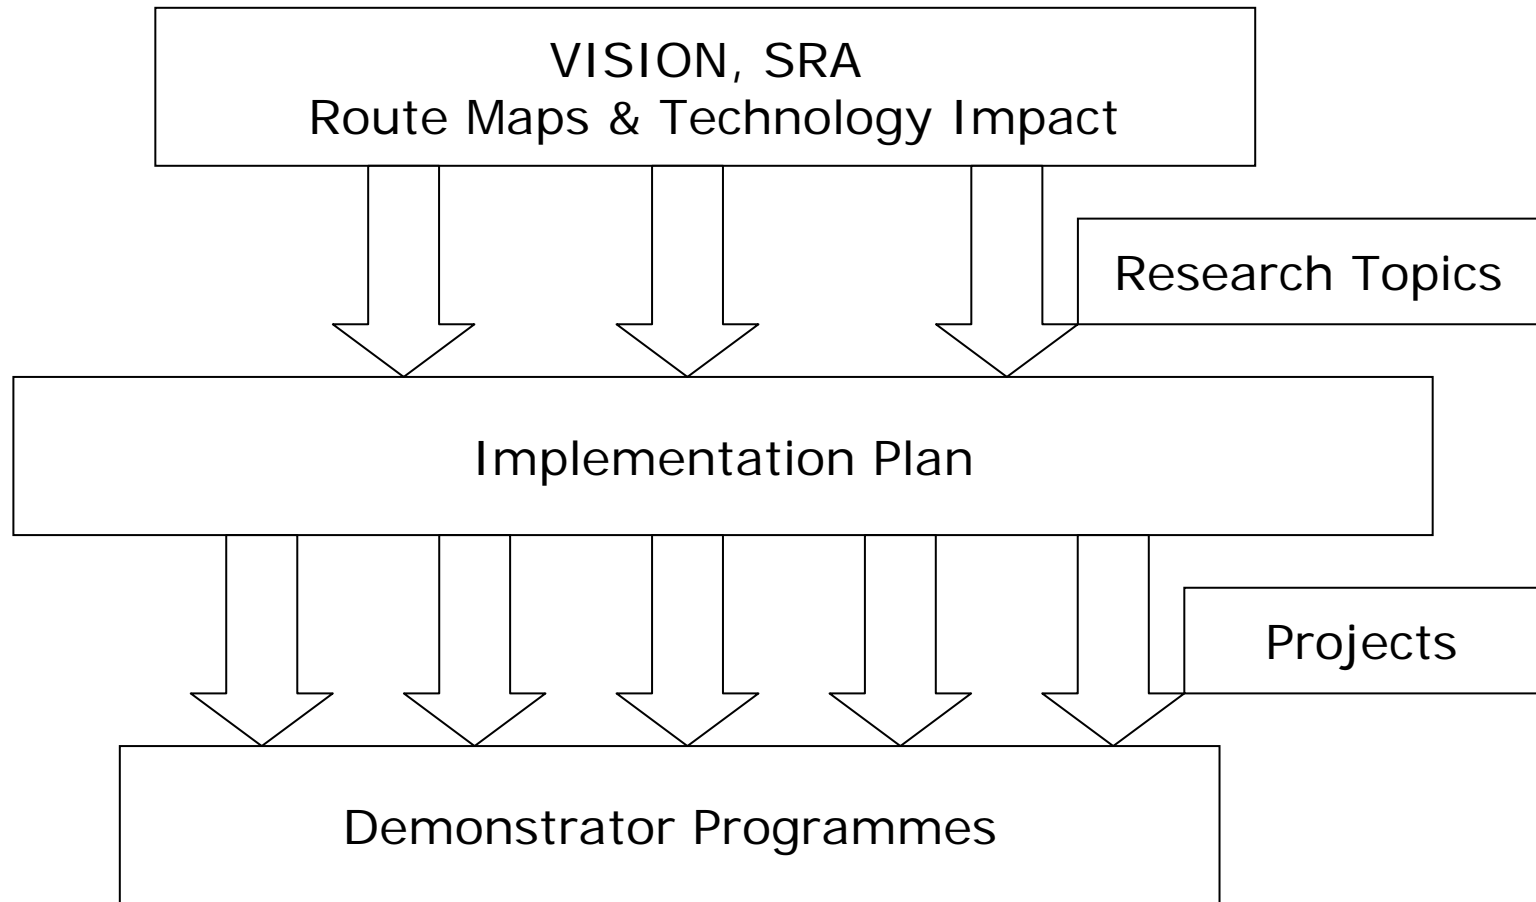 VISION, SRA
Route Maps & Technology Impact
Research Topics
Implementation Plan
Projects
Demonstrator Programmes